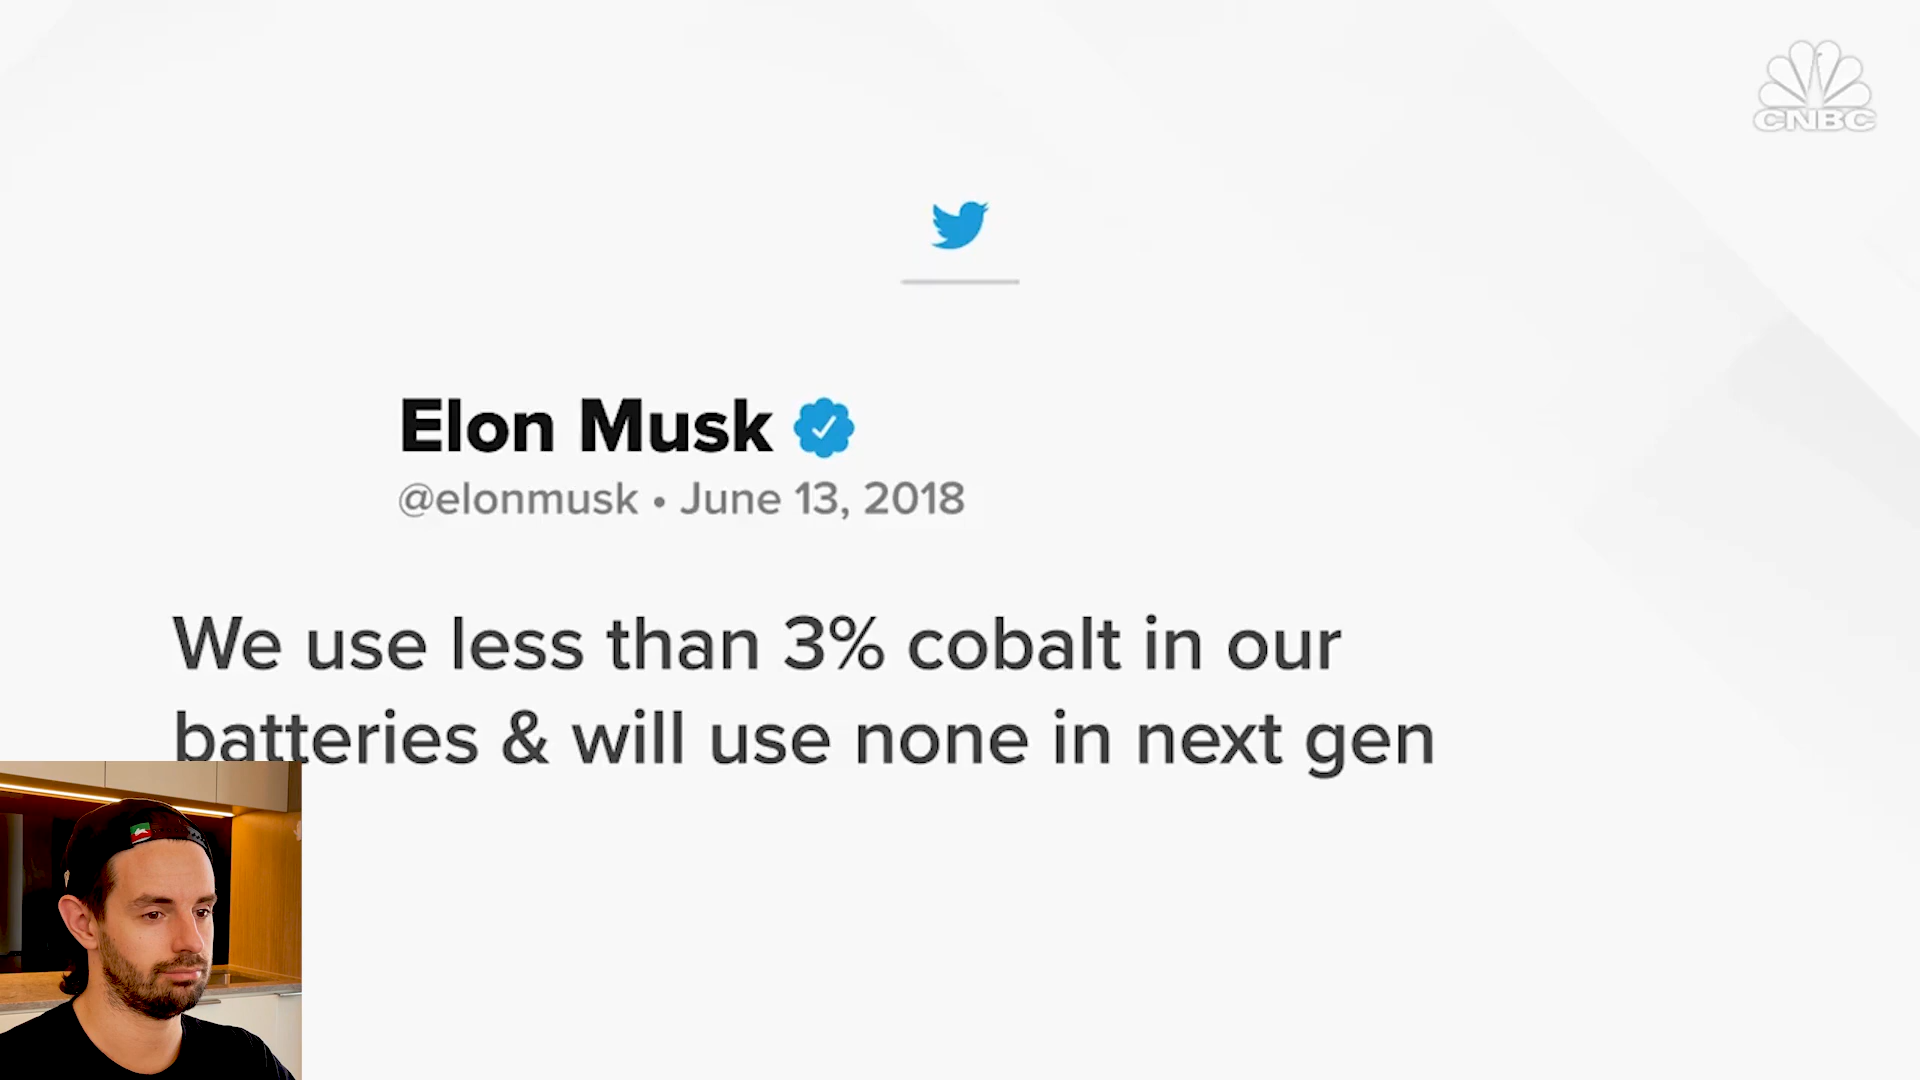 CNBC
Elon Musk
@elonmusk • June 13, 2018
We use less than 3% cobalt in our
batteries & will use none in next gen